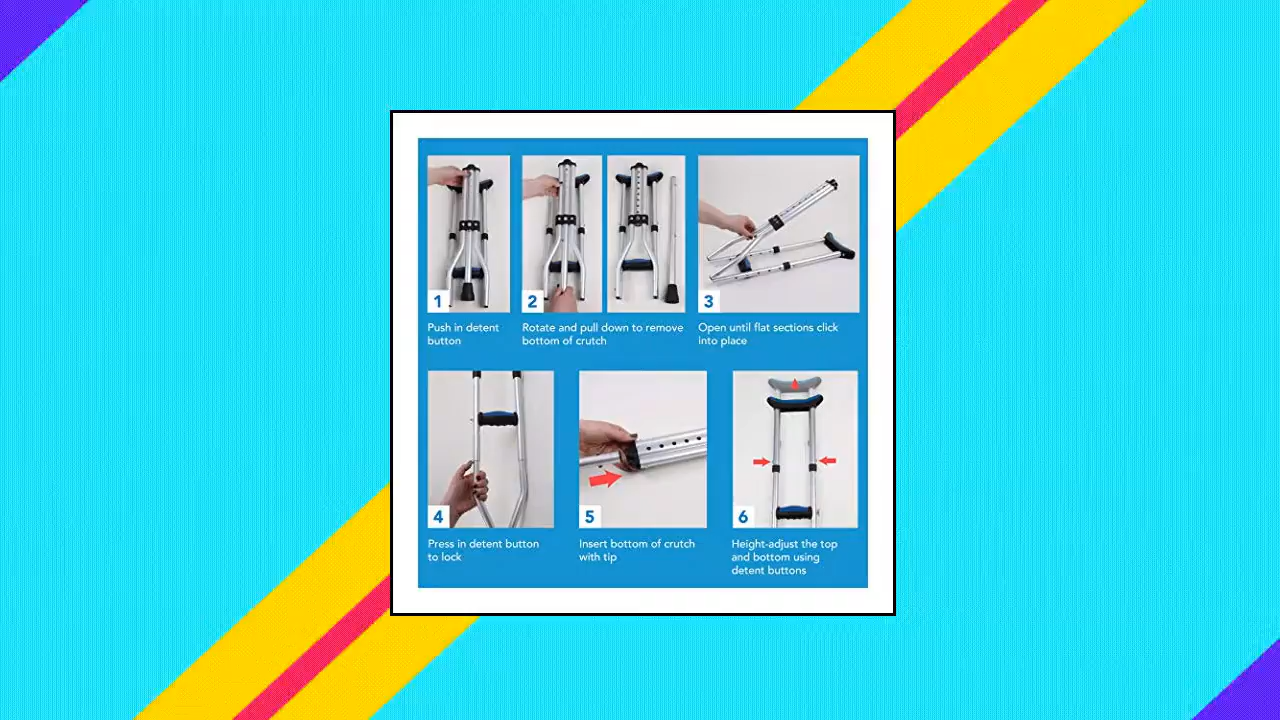 1
Push in detent
button
2
Rotate and pull down to remove
bottom of crutch
3
Open until flat sections click
into place
4
Press in detent button
to lock
5
Insert bottom of crutch
with tip
6
Height-adjust the top
and bottom using
detent buttons